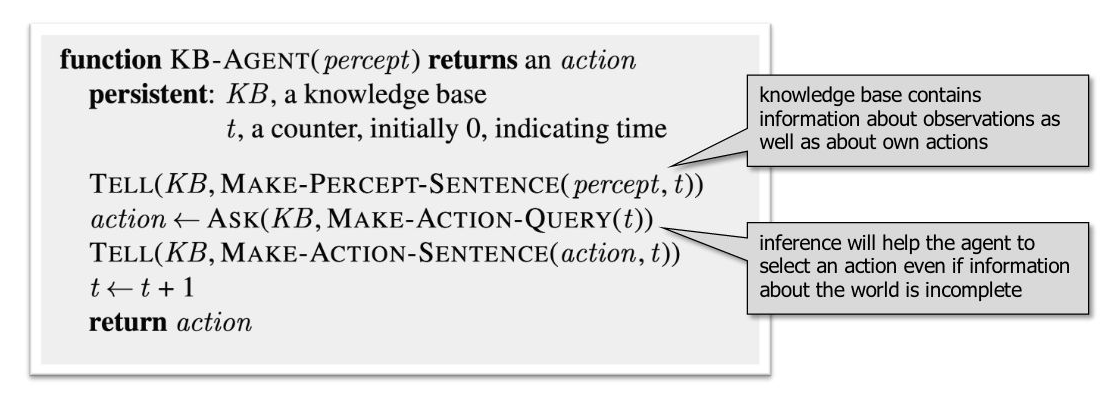 function KB-AGENT(percept) returns an action
persistent: KB, a knowledge base
t, a counter, initially 0, indicating time
TELL(KB, MAKE-PERCEPT-SENTENCE(percept, t))
action ← ASK(KB, MAKE-ACTION-QUERY(t))
TELL(KB, MAKE-ACTION-SENTENCE(action, t))
t ← t + 1
return action
knowledge base contains
information about observations as
well as about own actions
inference will help the agent to
select an action even if information
about the world is incomplete